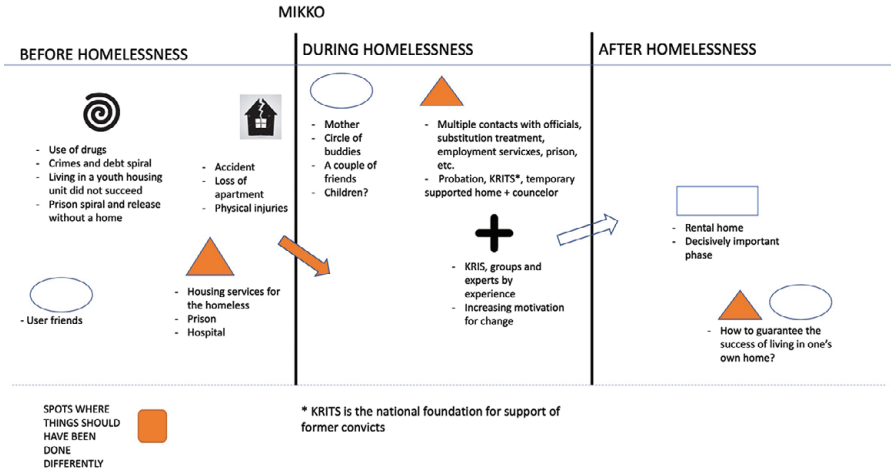 MIKKO
BEFORE HOMELESSNESS
- Use of drugs
- Crimes and debt spiral
- Living in a youth housing
unit did not succeed
- Prison spiral and release
without a home
- Accident
- Loss of
apartment
- Physical injuries
- User friends
- Housing services for
the homeless
- Prison
- Hospital
DURING HOMELESSNESS
- Mother
- Circle of
buddies
- A couple of
friends
- Children?
- Multiple contacts with officials,
substitution treatment,
employment servicxes, prison,
etc.
- Probation, KRITS*, temporary
supported home + councelor
- KRIS, groups and
experts by
experience
- Increasing motivation
for change
AFTER HOMELESSNESS
- Rental home
- Decisively important
phase
- How to guarantee the
success of living in one's
own home?
SPOTS WHERE
THINGS SHOULD
HAVE BEEN
DONE
DIFFERENTLY
* KRITS is the national foundation for support of
former convicts